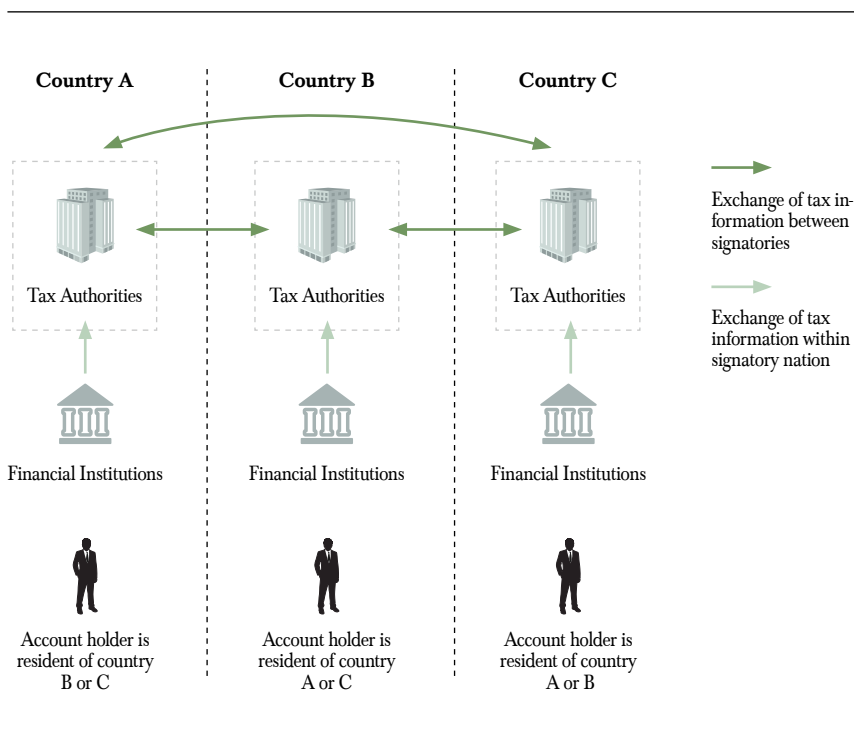 Country A
Country B
Country C
Tax Authorities
Tax Authorities
Tax Authorities
Exchange of tax in-
formation between
signatories
Exchange of tax
information within
signatory nation
Financial Institutions
Financial Institutions
Financial Institutions
Account holder is
resident of country
B or C
Account holder is
resident of country
A or C
Account holder is
resident of country
A or B